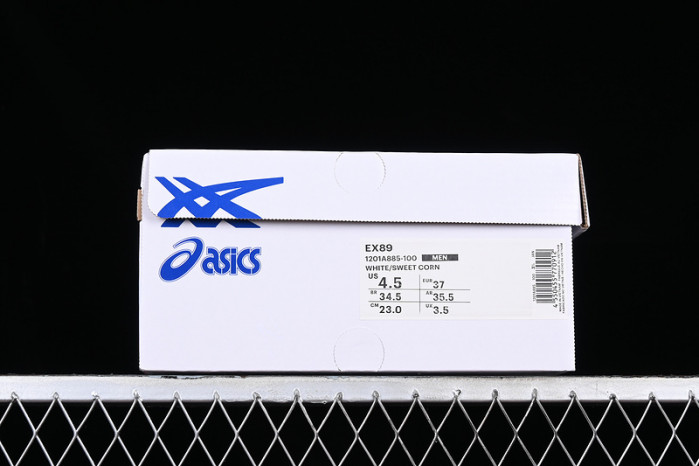 asics
EX89
1201A885-100 MEN
WHITE/SWEET CORN
US 4.5 EUR 37
BR 34.5 AR 35.5
CM 23.0 UK 3.5